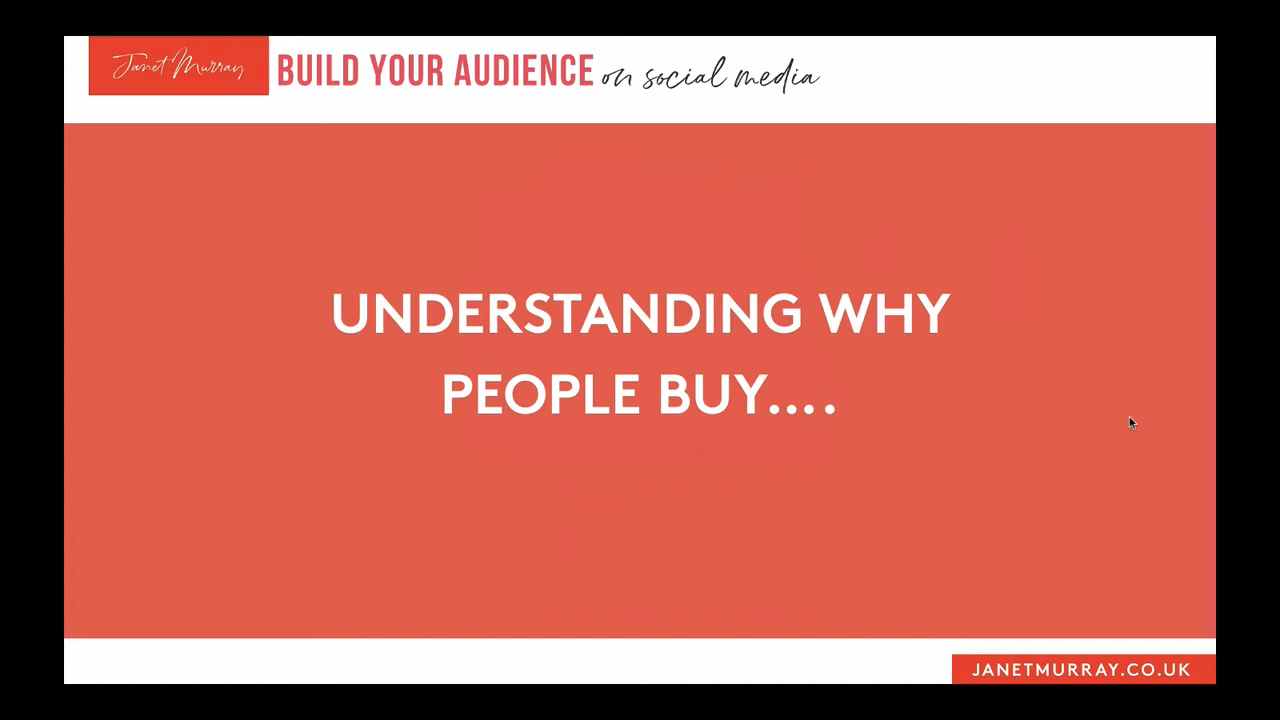 Janet Murray
BUILD YOUR AUDIENCE on social media
UNDERSTANDING WHY
PEOPLE BUY....
JANETMURRAY.CO.UK